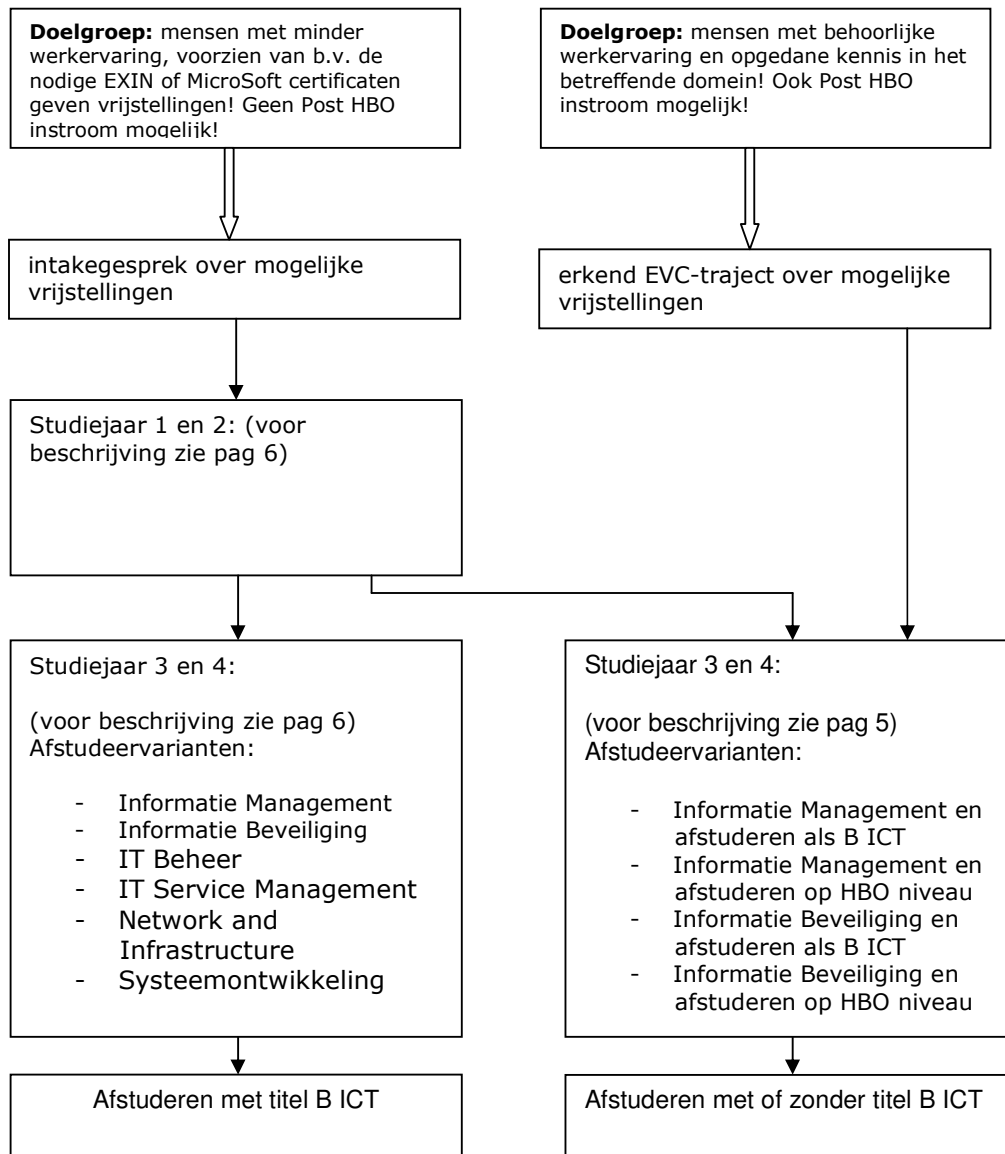 Doelgroep: mensen met minder
werkervaring, voorzien van b.v. de
nodige EXIN of MicroSoft certificaten
geven vrijstellingen! Geen Post HBO
instroom mogelijk!
Doelgroep: mensen met behoorlijke
werkervaring en opgedane kennis in het
betreffende domein! Ook Post HBO
instroom mogelijk!
intakegesprek over mogelijke
vrijstellingen
erkend EVC-traject over mogelijke
vrijstellingen
Studiejaar 1 en 2: (voor
beschrijving zie pag 6)
Studiejaar 3 en 4:
(voor beschrijving zie pag 6)
Afstudeervarianten:
- Informatie Management
- Informatie Beveiliging
- IT Beheer
- IT Service Management
- Network and
Infrastructure
- Systeemontwikkeling
Studiejaar 3 en 4:
(voor beschrijving zie pag 5)
Afstudeervarianten:
- Informatie Management en
afstuderen als B ICT
- Informatie Management en
afstuderen op HBO niveau
- Informatie Beveiliging en
afstuderen als B ICT
- Informatie Beveiliging en
afstuderen op HBO niveau
Afstuderen met titel B ICT
Afstuderen met of zonder titel B ICT